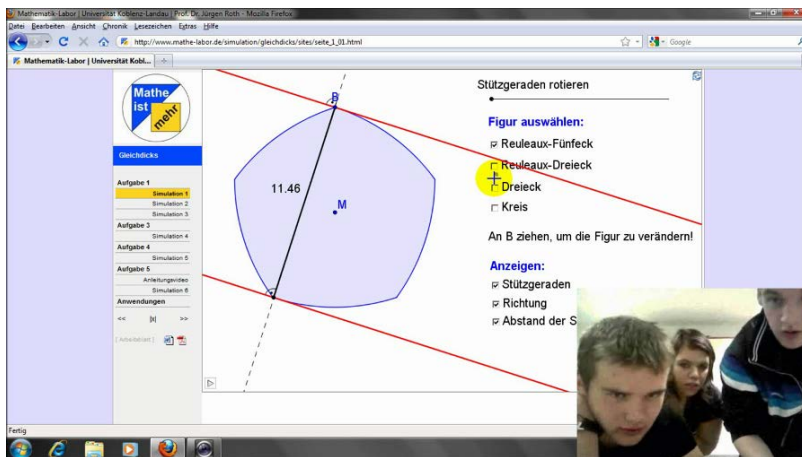 Mathematik-Labor | Universität Koblenz-Landau | Prof. Dr. Jürgen Roth - Mozilla Firefox
Datei Bearbeiten Ansicht Chronik Lesezeichen Extras Hilfe
http://www.mathe-labor.de/simulation/gleichdicks/sites/seite_1_01.html
Google
Mathematik-Labor | Universität Kobl...
Mathe
ist
mehr
Gleichdicks
Aufgabe 1
Simulation 1
Simulation 2
Simulation 3
Aufgabe 3
Simulation 4
Aufgabe 4
Simulation 5
Aufgabe 5
Anleitungsvideo
Simulation 6
Anwendungen
<< >>
B
11.46
M
Stützgeraden rotieren
Figur auswählen:
Reuleaux-Fünfeck
Reuleaux-Dreieck
Dreieck
Kreis
An B ziehen, um die Figur zu verändern!
Anzeigen:
Stützgeraden
Richtung
Abstand der S
Fertig